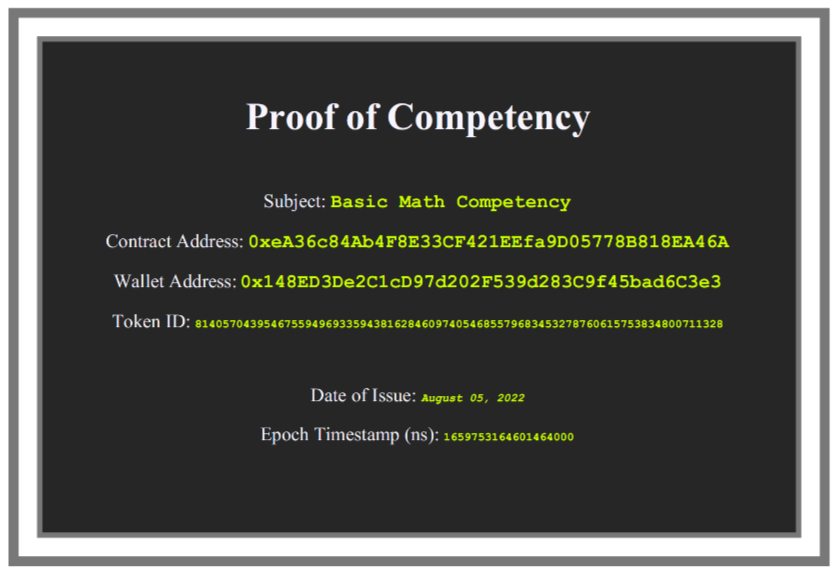 Proof of Competency
Subject: Basic Math Competency
Contract Address: 0xeA36c84Ab4F8E33CF421EEfa9D05778B818EA46A
Wallet Address: 0x148ED3De2C1cD97d202F539d283C9f45bad6C3e3
Token ID: 81405704395467559496933594381628460974054685579683453278760615753834800711328
Date of Issue: August 05, 2022
Epoch Timestamp (ns): 1659753164601464000